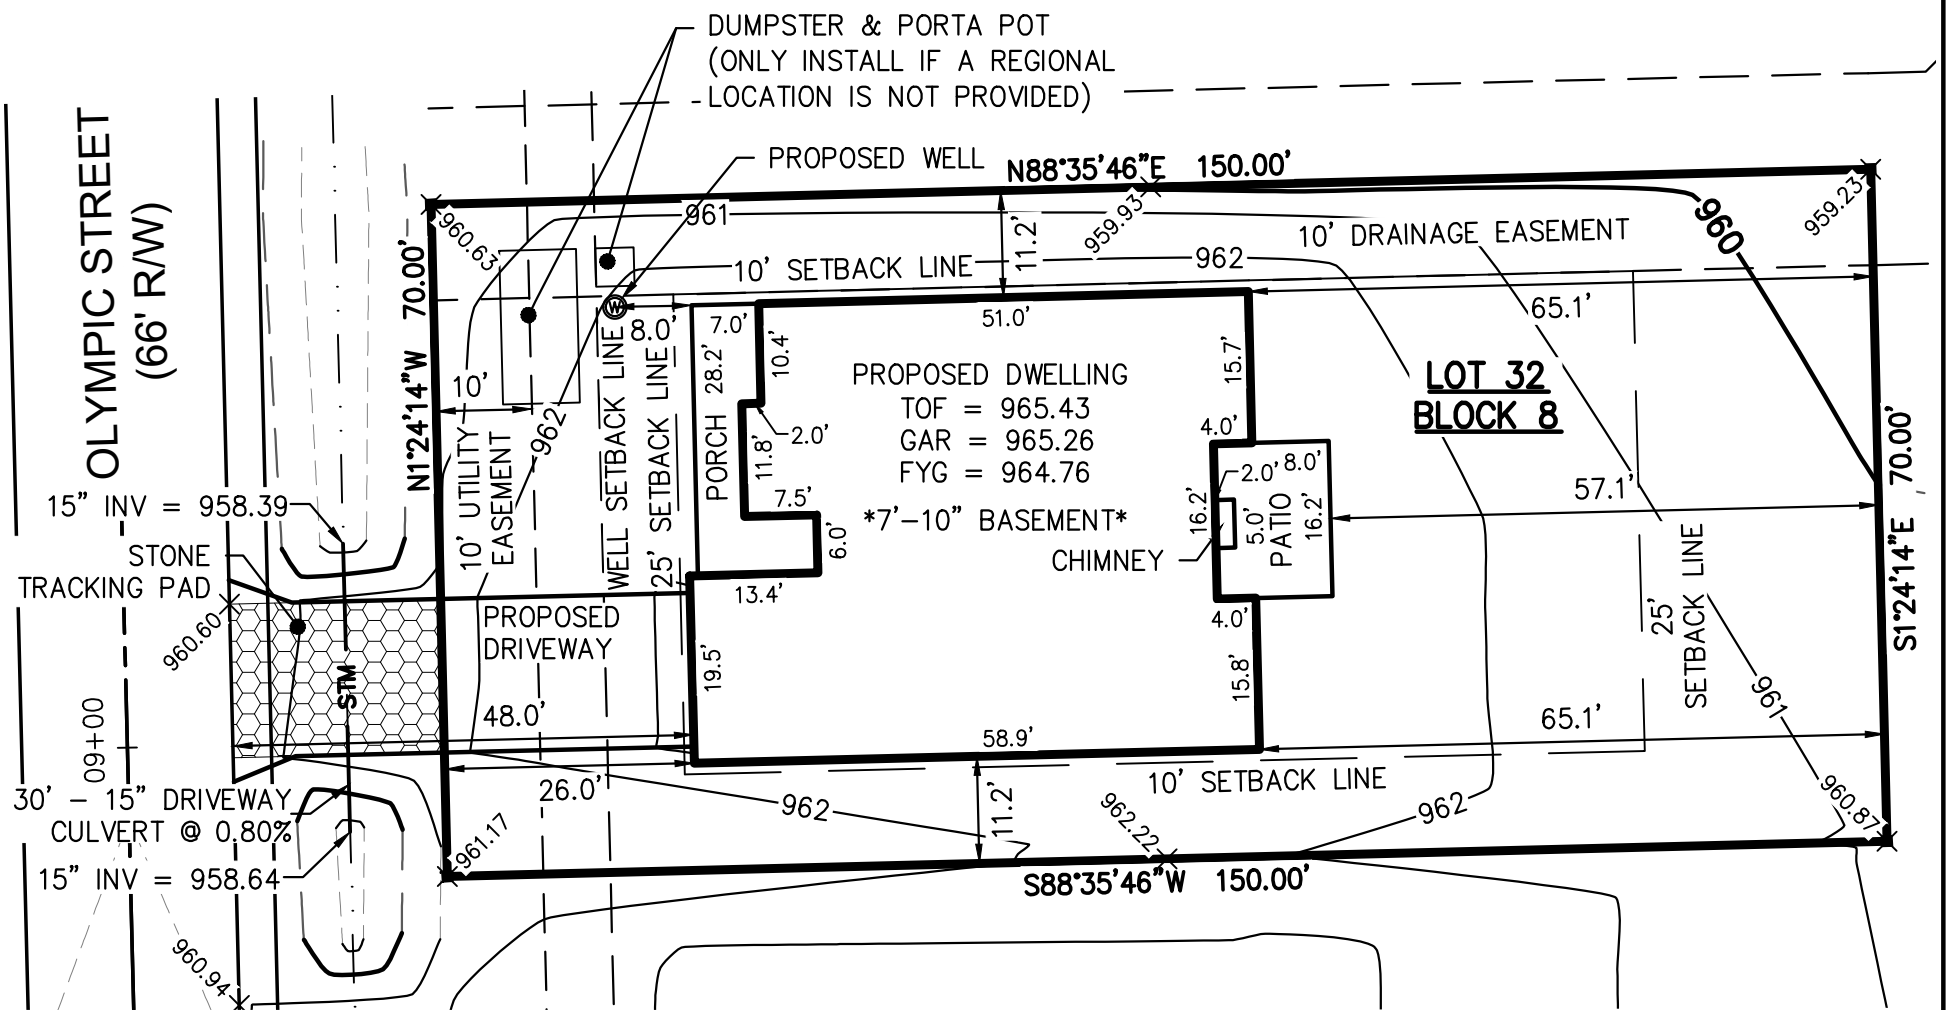 DUMPSTER & PORTA POT
(ONLY INSTALL IF A REGIONAL
LOCATION IS NOT PROVIDED)
OLYMPIC STREET
(66' R/W)
PROPOSED WELL
N88°35'46"E 150.00'
960.63
961
959.93
959.23
960
10' DRAINAGE EASEMENT
11.2'
10' SETBACK LINE
962
N1°24'14"W 70.00'
W
8.0'
7.0'
51.0'
65.1'
10.4'
28.2'
15.7'
PROPOSED DWELLING
TOF = 965.43
GAR = 965.26
FYG = 964.76
*7'-10" BASEMENT*
LOT 32
BLOCK 8
10'
962
2.0'
11.8'
7.5'
6.0'
PORCH
4.0'
2.0'
8.0'
16.2'
5.0'
PATIO
16.2'
CHIMNEY
57.1'
S1°24'14"E 70.00'
10' UTILITY
EASEMENT
WELL SETBACK LINE
25' SETBACK LINE
15" INV = 958.39
STONE
TRACKING PAD
960.60
13.4'
PROPOSED
DRIVEWAY
19.5'
4.0'
15.8'
25'
SETBACK LINE
STM
09+00
48.0'
58.9'
65.1'
961
26.0'
10' SETBACK LINE
30' - 15" DRIVEWAY
CULVERT @ 0.80%
15" INV = 958.64
961.17
962
11.2'
962.22
962
960.87
S88°35'46"W 150.00'
960.94